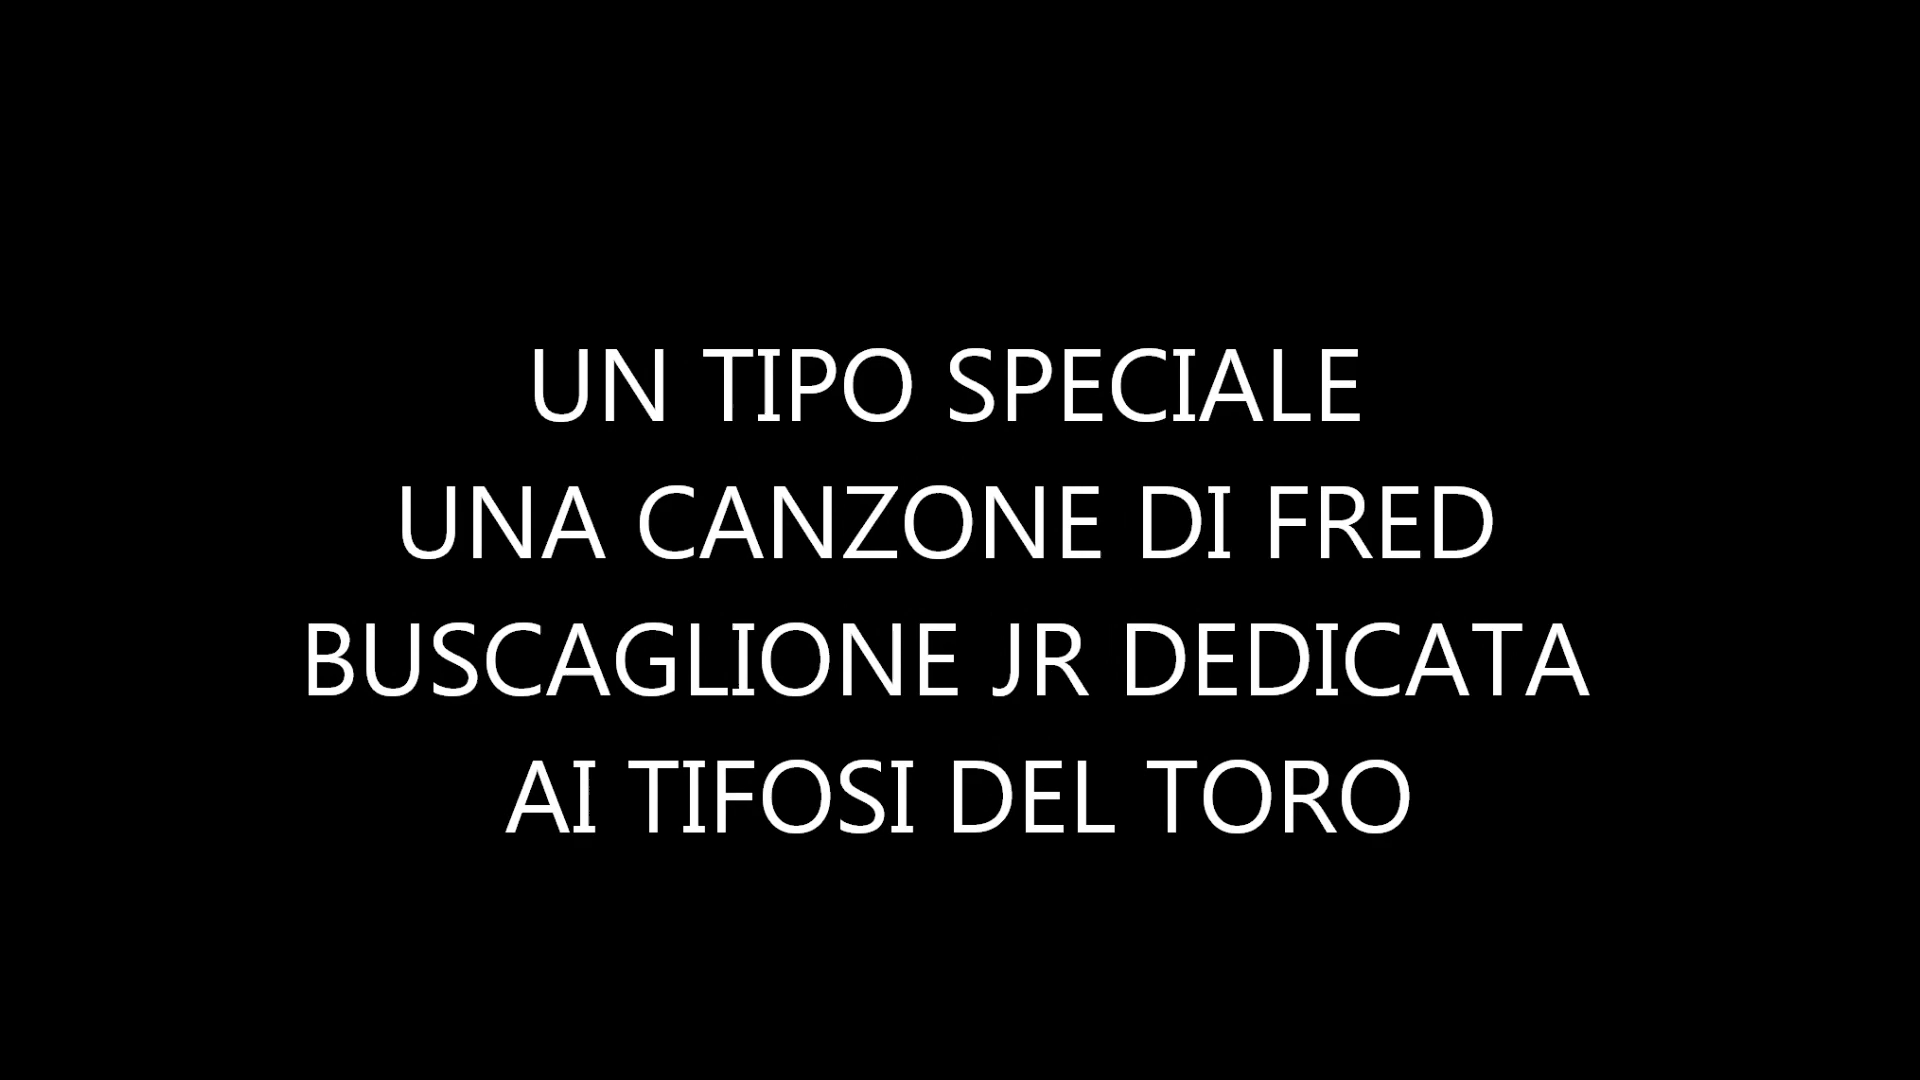 UN TIPO SPECIALE
UNA CANZONE DI FRED
BUSCAGLIONE JR DEDICATA
AI TIFOSI DEL TORO